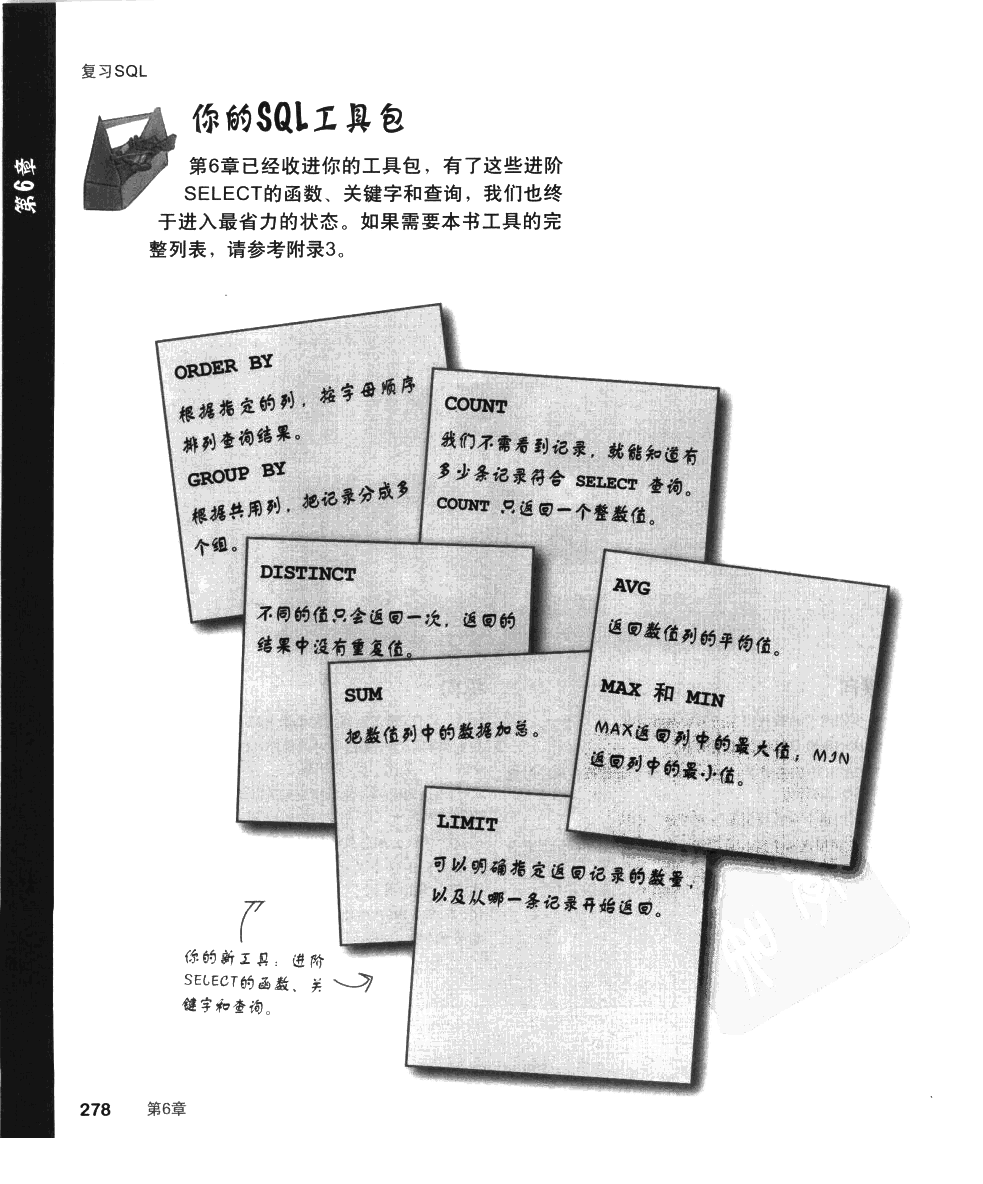 复习SQL
第6章
你的SQL工具包
第6章已经收进你的工具包，有了这些进阶
SELECT的函数、关键字和查询，我们也终
于进入最省力的状态。如果需要本书工具的完
整列表，请参考附录3。
ORDER BY
根据指定的列，按字母顺序
排列查询结果。
GROUP BY
根据共用列，把记录分成多
个组。
COUNT
我们不需看到记录，就能知道有
多少条记录符合 SELECT 查询。
COUNT 只返回一个整数值。
DISTINCT
不同的值只会返回一次，返回的
结果中没有重复值。
AVG
返回数值列的平均值。
MAX 和 MIN
MAX返回列中的最大值；MIN
返回列中的最小值。
SUM
把数值列中的数据加总。
LIMIT
可以明确指定返回记录的数量，
以及从哪一条记录开始返回。
你的新工具：进阶
SELECT的函数、关
键字和查询。
278 第6章